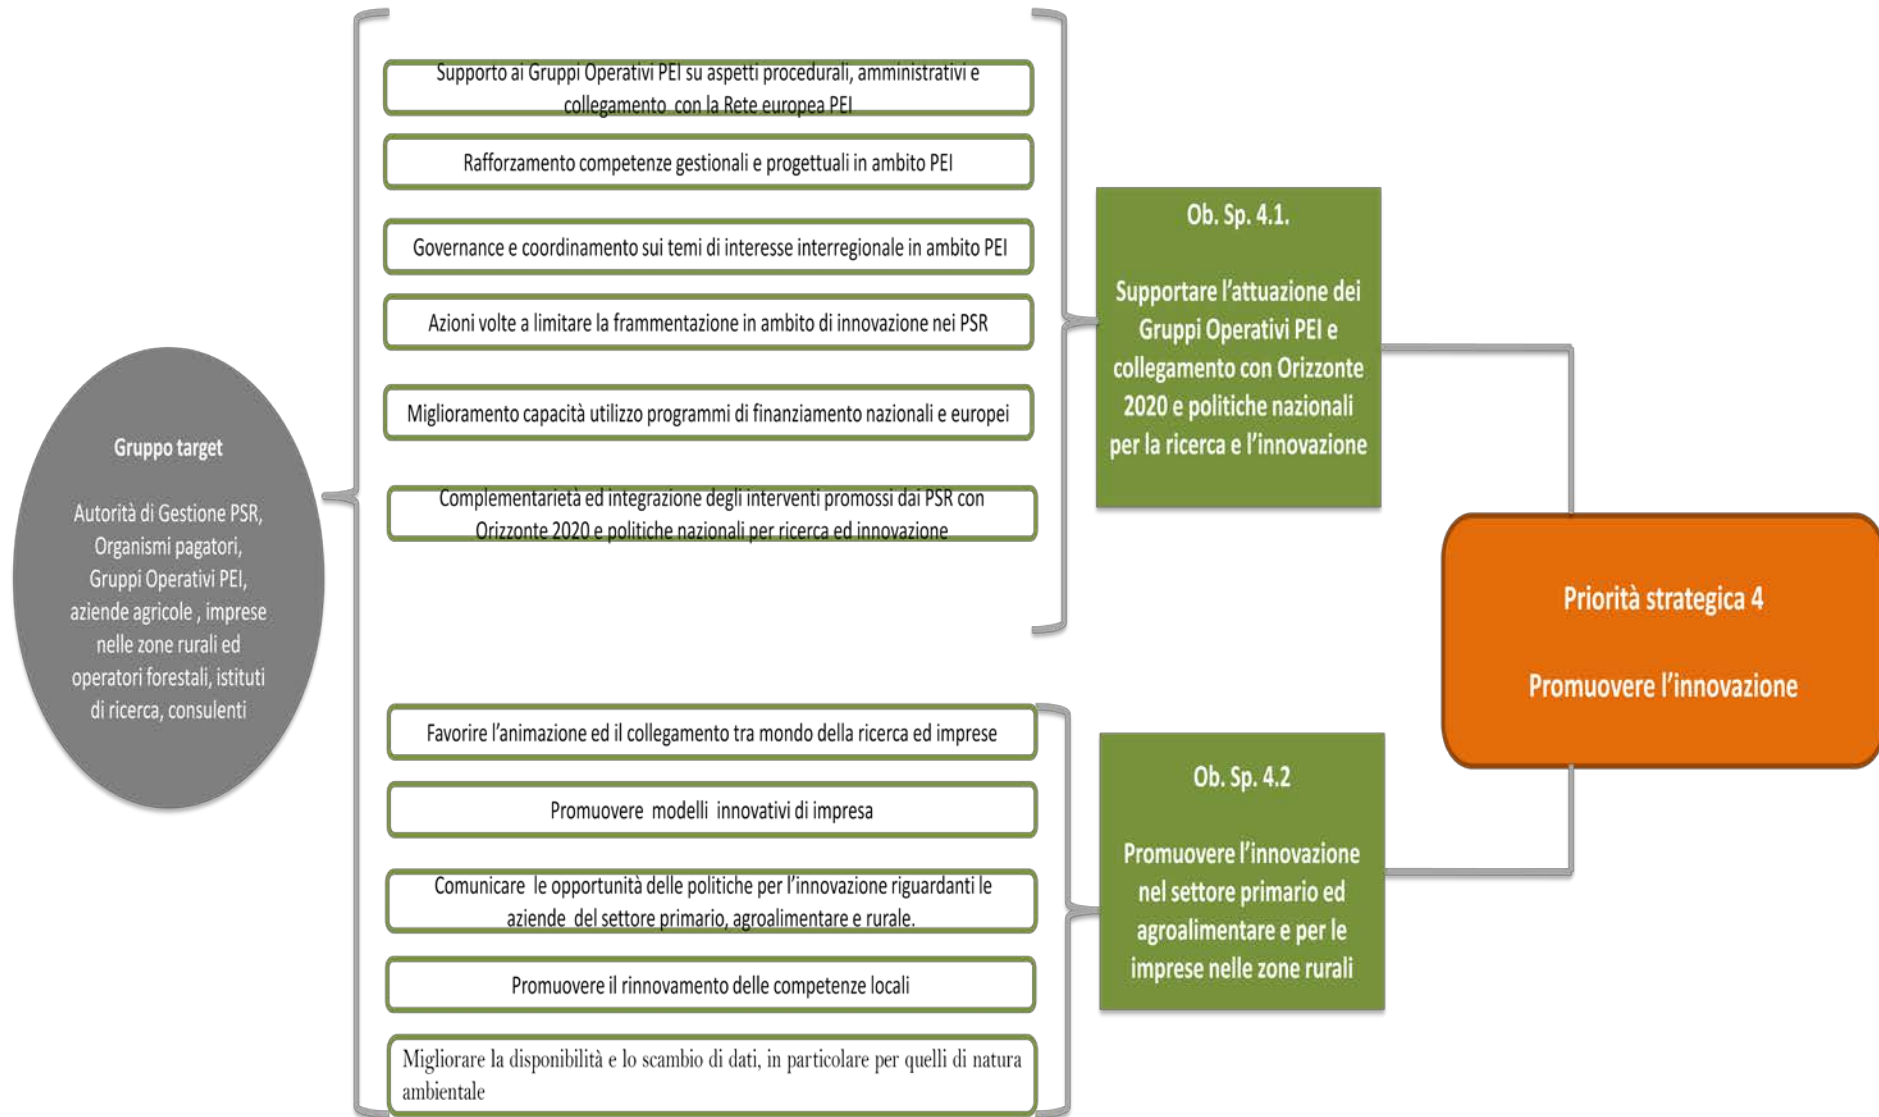 Gruppo target
Autorità di Gestione PSR,
Organismi pagatori,
Gruppi Operativi PEI,
aziende agricole , imprese
nelle zone rurali ed
operatori forestali, istituti
di ricerca, consulenti
Supporto ai Gruppi Operativi PEI su aspetti procedurali, amministrativi e
collegamento con la Rete europea PEI
Rafforzamento competenze gestionali e progettuali in ambito PEI
Governance e coordinamento sui temi di interesse interregionale in ambito PEI
Azioni volte a limitare la frammentazione in ambito di innovazione nei PSR
Miglioramento capacità utilizzo programmi di finanziamento nazionali e europei
Complementarietà ed integrazione degli interventi promossi dai PSR con
Orizzonte 2020 e politiche nazionali per ricerca ed innovazione
Ob. Sp. 4.1.
Supportare l'attuazione dei
Gruppi Operativi PEI e
collegamento con Orizzonte
2020 e politiche nazionali
per la ricerca e l'innovazione
Favorire l'animazione ed il collegamento tra mondo della ricerca ed imprese
Promuovere modelli innovativi di impresa
Comunicare le opportunità delle politiche per l'innovazione riguardanti le
aziende del settore primario, agroalimentare e rurale.
Promuovere il rinnovamento delle competenze locali
Migliorare la disponibilità e lo scambio di dati, in particolare per quelli di natura
ambientale
Ob. Sp. 4.2
Promuovere l'innovazione
nel settore primario ed
agroalimentare e per le
imprese nelle zone rurali
Priorità strategica 4
Promuovere l'innovazione